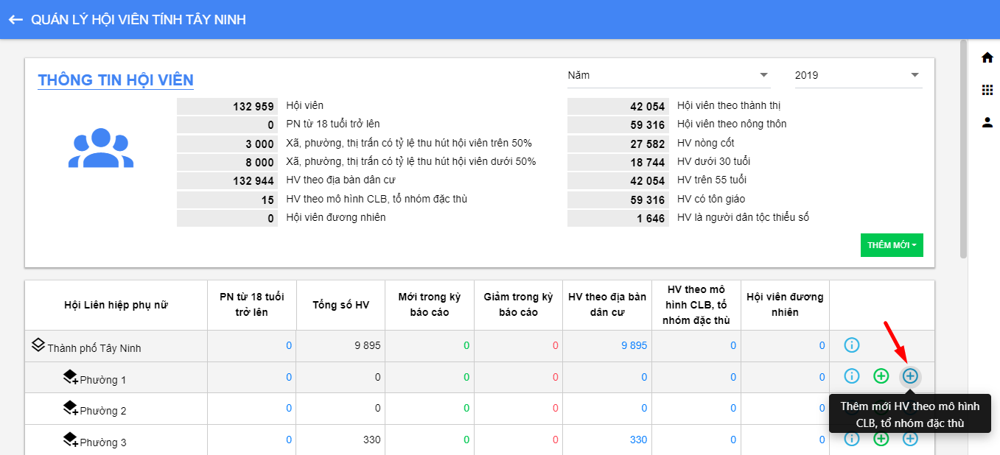 QUẢN LÝ HỘI VIÊN TỈNH TÂY NINH
THÔNG TIN HỘI VIÊN
Năm
2019
132 959 Hội viên
0 PN từ 18 tuổi trở lên
3 000 Xã, phường, thị trấn có tỷ lệ thu hút hội viên trên 50%
8 000 Xã, phường, thị trấn có tỷ lệ thu hút hội viên dưới 50%
132 944 HV theo địa bàn dân cư
15 HV theo mô hình CLB, tổ nhóm đặc thù
0 Hội viên đương nhiên
42 054 Hội viên theo thành thị
59 316 Hội viên theo nông thôn
27 582 HV nòng cốt
18 744 HV dưới 30 tuổi
42 054 HV trên 55 tuổi
59 316 HV có tôn giáo
1 646 HV là người dân tộc thiểu số
THÊM MỚI
Hội Liên hiệp phụ nữ
PN từ 18 tuổi
trở lên
Tổng số HV
Mới trong kỳ
báo cáo
Giảm trong kỳ
báo cáo
HV theo địa bàn
dân cư
HV theo mô
hình CLB, tổ
nhóm đặc thù
Hội viên đương
nhiên
Thành phố Tây Ninh 0 9 895 0 0 9 895 0 0
Phường 1 0 0 0 0 0 0 0
Phường 2 0 0 0 0 0 0 0
Thêm mới HV theo mô hình
CLB, tổ nhóm đặc thù
Phường 3 0 330 0 0 330 0 0